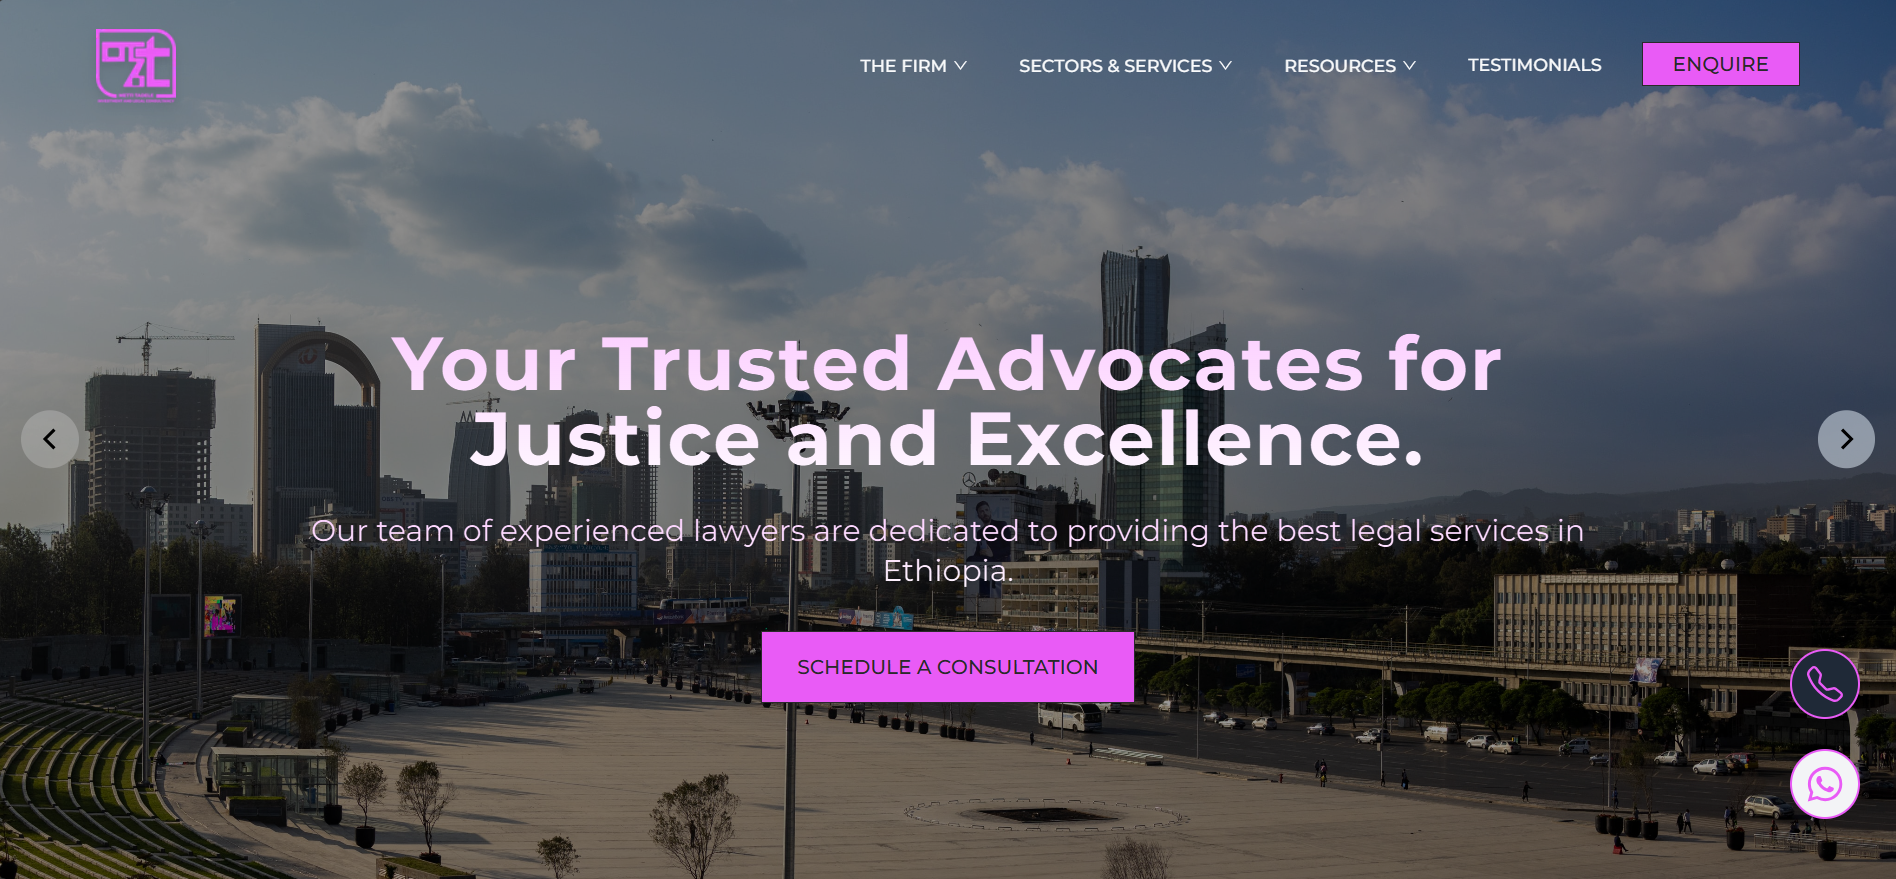 THE FIRM
SECTORS & SERVICES
RESOURCES
TESTIMONIALS
ENQUIRE
Your Trusted Advocates for
Justice and Excellence.
Our team of experienced lawyers are dedicated to providing the best legal services in
Ethiopia.
SCHEDULE A CONSULTATION